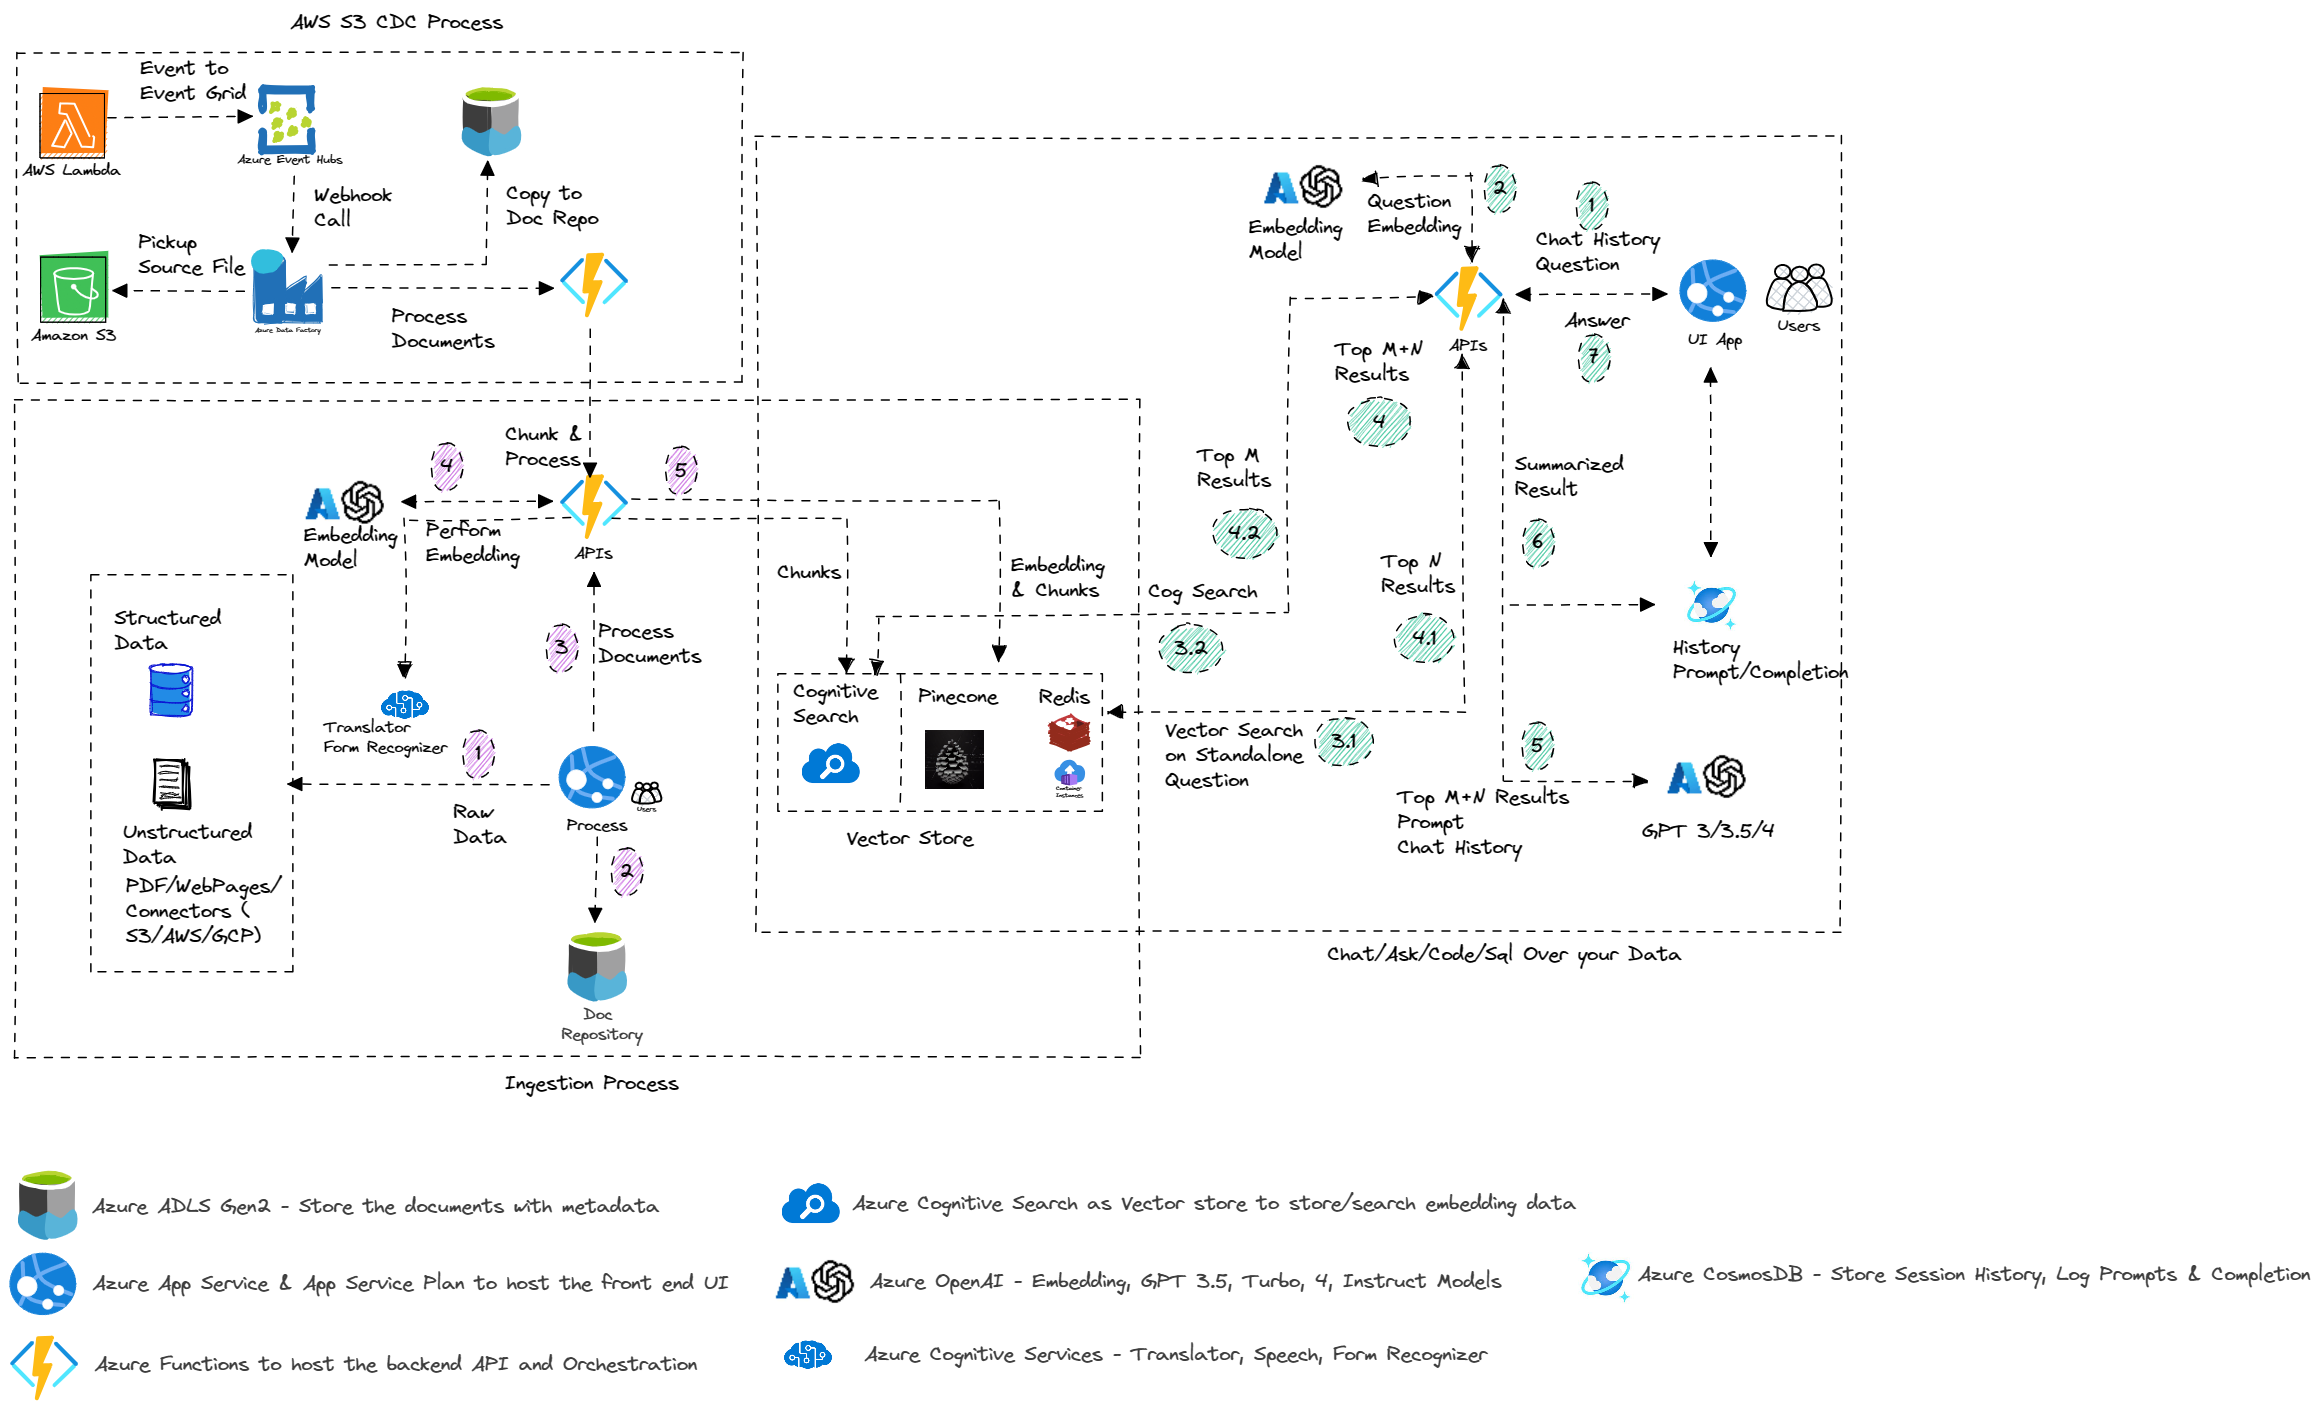 AWS S3 CDC Process
Event to
Event Grid
Azure Event Hubs
AWS Lambda
Webhook
Call
Copy to
Doc Repo
Pickup
Source File
Amazon S3
Azure Data Factory
Process
Documents
Chunk &
Process
4
5
Embedding
Model
Perform
Embedding
APIs
Structured
Data
Translator
Form Recognizer
3
Process
Documents
1
Raw
Data
Process
Users
2
Unstructured
Data
PDF/WebPages/
Connectors (
S3/AWS/GCP)
Doc
Repository
Chunks
Embedding
& Chunks
Cognitive
Search
Pinecone
Redis
Container
Instances
Vector Store
Ingestion Process
Embedding
Model
Question
Embedding
2
1
Chat History
Question
APIs
Answer
7
UI App
Users
Top M+N
Results
4
Top M
Results
4.2
Cog Search
3.2
Top N
Results
4.1
Summarized
Result
6
History
Prompt/Completion
Vector Search
on Standalone
Question
3.1
5
Top M+N Results
Prompt
Chat History
GPT 3/3.5/4
Chat/Ask/Code/Sql Over your Data
Azure ADLS Gen2 - Store the documents with metadata
Azure App Service & App Service Plan to host the front end UI
Azure Functions to host the backend API and Orchestration
Azure Cognitive Search as Vector store to store/search embedding data
Azure OpenAI - Embedding, GPT 3.5, Turbo, 4, Instruct Models
Azure Cognitive Services - Translator, Speech, Form Recognizer
Azure CosmosDB - Store Session History, Log Prompts & Completion